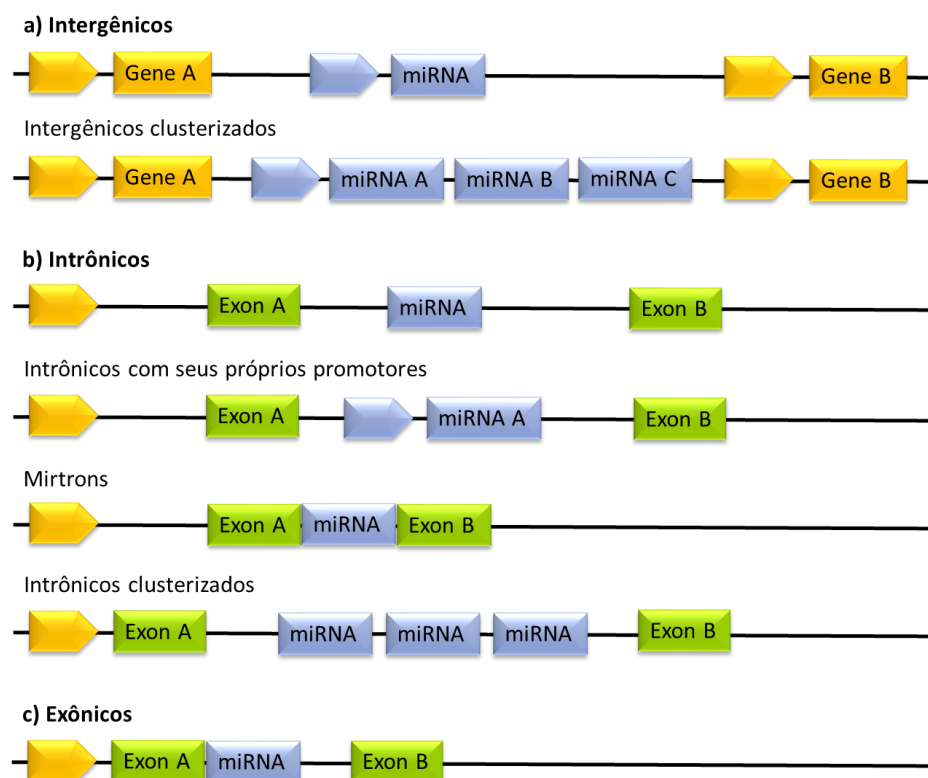 a) Intergênicos
Gene A miRNA Gene B
Intergênicos clusterizados
Gene A miRNA A miRNA B miRNA C Gene B
b) Intrônicos
Exon A miRNA Exon B
Intrônicos com seus próprios promotores
Exon A miRNA A Exon B
Mirtrons
Exon A miRNA Exon B
Intrônicos clusterizados
Exon A miRNA miRNA miRNA Exon B
c) Exônicos
Exon A miRNA Exon B